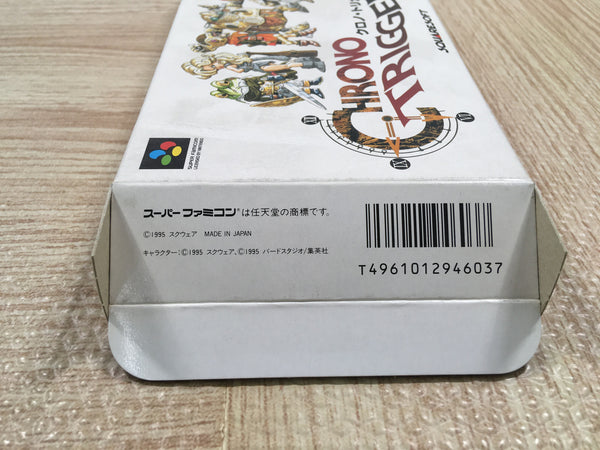 クロノ・トリ
CHRONO
TRIGGE
SQUARESOFT
SUPER FAMICOM
スーパーファミコン®は任天堂の商標です。
©1995 スクウェア MADE IN JAPAN
キャラクター:©1995 スクウェア,©1995 バードスタジオ/集英社
T4961012946037